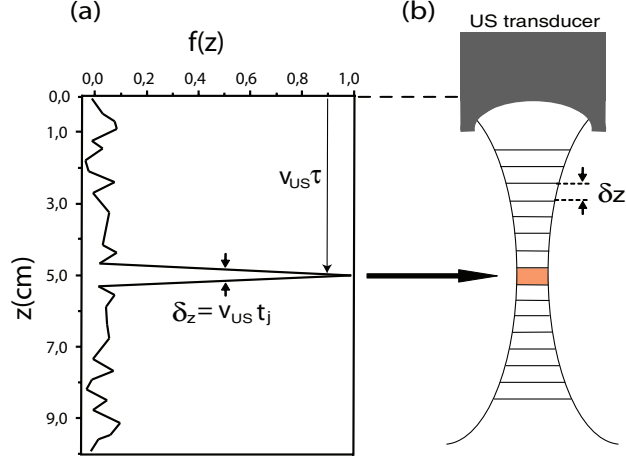 (a)
(b)
US transducer
f(z)
0,0 0,2 0,4 0,6 0,8 1,0
0,0
1,0
3,0
5,0
7,0
9,0
z(cm)
v_US τ
δ_z = v_US t_j
δz